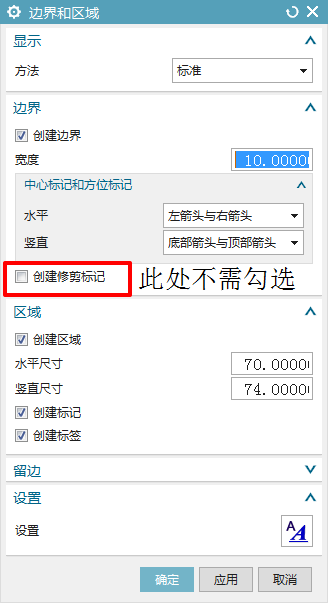 边界和区域
显示
方法 标准
边界
创建边界
宽度 10.0000
中心标记和方位标记
水平 左箭头与右箭头
竖直 底部箭头与顶部箭头
创建修剪标记 此处不需勾选
区域
创建区域
水平尺寸 70.0000
竖直尺寸 74.0000
创建标记
创建标签
留边
设置
设置 AA
确定 应用 取消